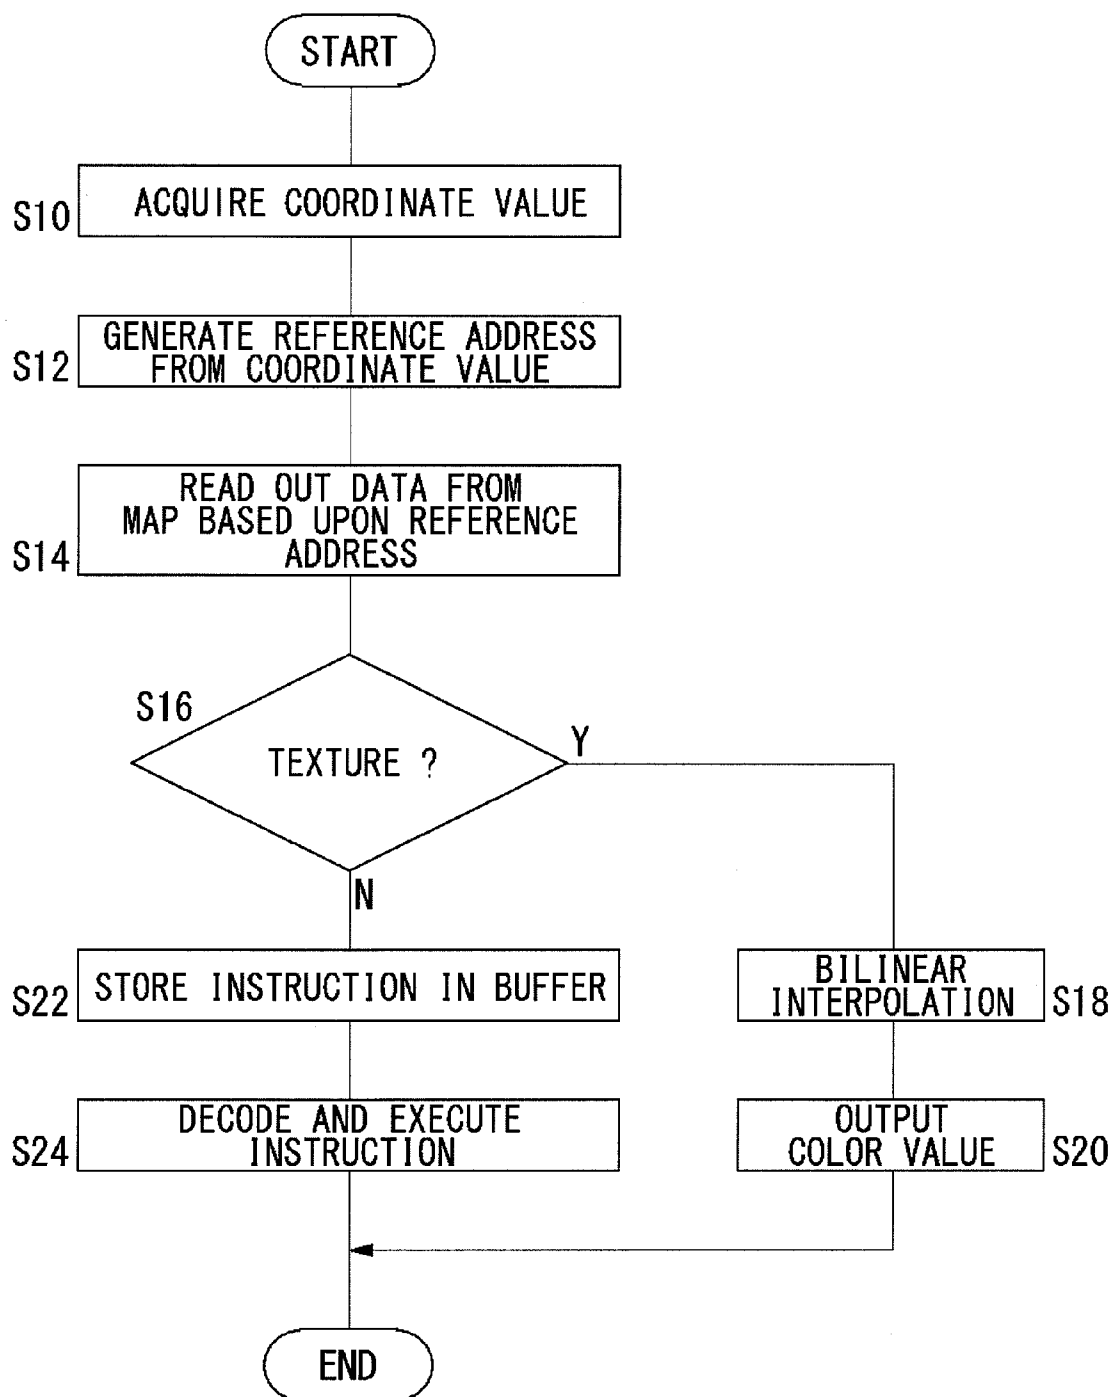 START
S10
ACQUIRE COORDINATE VALUE
S12
GENERATE REFERENCE ADDRESS
FROM COORDINATE VALUE
S14
READ OUT DATA FROM
MAP BASED UPON REFERENCE
ADDRESS
S16
TEXTURE ?
Y
N
S22
STORE INSTRUCTION IN BUFFER
BILINEAR
INTERPOLATION
S18
S24
DECODE AND EXECUTE
INSTRUCTION
OUTPUT
COLOR VALUE
S20
END